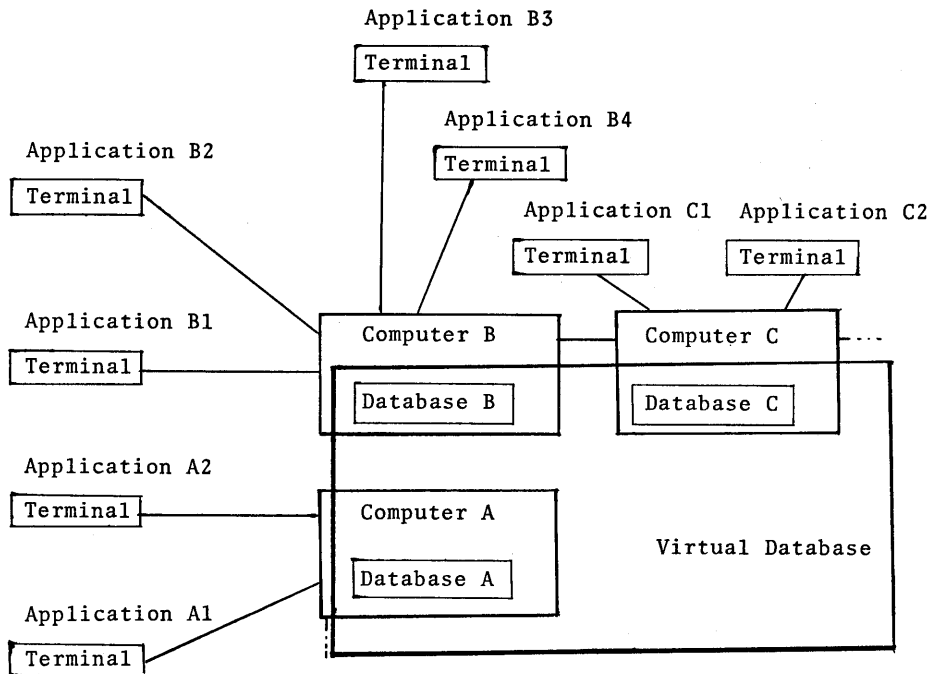 Application B3
Terminal
Application B4
Terminal
Application B2
Terminal
Application C1
Terminal
Application C2
Terminal
Application B1
Terminal
Computer B
Database B
Computer C
Database C
Application A2
Terminal
Computer A
Database A
Virtual Database
Application A1
Terminal